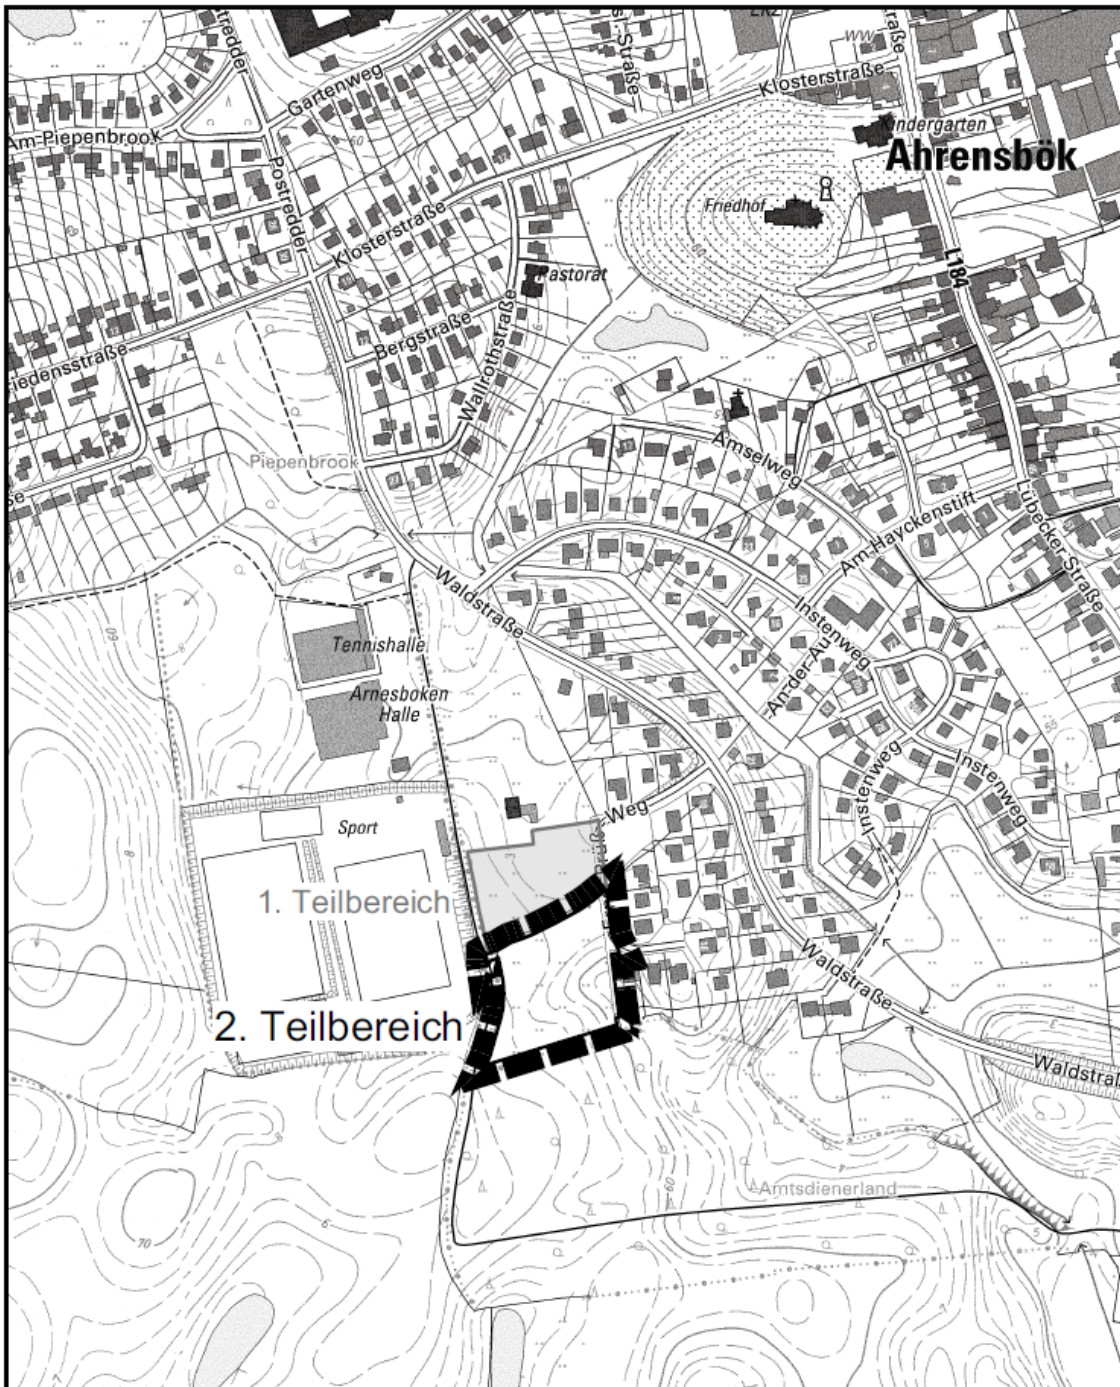 Klosterstraße
Gartenweg
Am-Piepenbrook
Kindergarten
Ahrensbök
Postredder
Friedhof
Klosterstraße
L184
Pastorat
Bergstraße
Wallrothstraße
Amselweg
Piepenbrook
Am-Hayckenstift
Lübecker-Straße
Waldstraße
Instenweg
Tennishalle
An-der-Au
Arnesboken
Halle
Instenweg
Instenweg
Weg
Sport
1. Teilbereich
2. Teilbereich
Waldstraße
Waldstra
Amtsdienerland
70